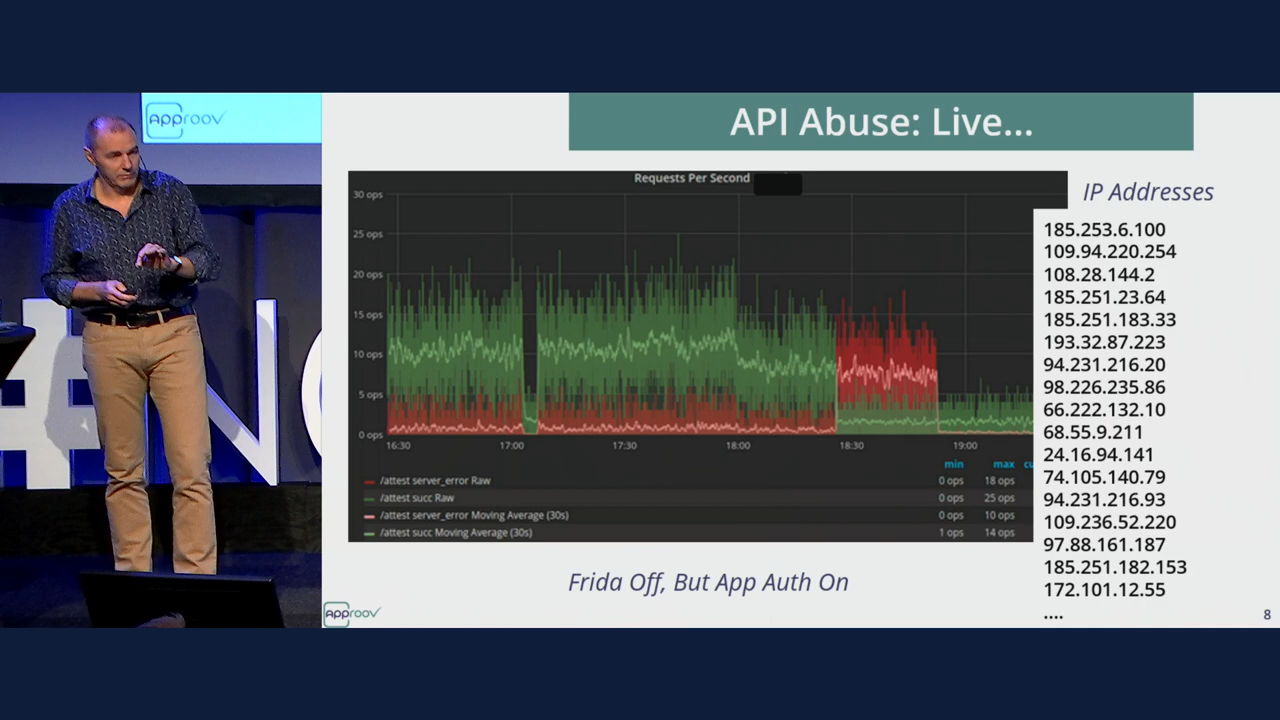 Approov
#N
API Abuse: Live...
Requests Per Second
30 ops
25 ops
20 ops
15 ops
10 ops
5 ops
0 ops
16:30 17:00 17:30 18:00 18:30 19:00
min max cu
/attest server_error Raw 0 ops 18 ops
/attest succ Raw 0 ops 25 ops
/attest server_error Moving Average (30s) 0 ops 10 ops
/attest succ Moving Average (30s) 1 ops 14 ops
IP Addresses
185.253.6.100
109.94.220.254
108.28.144.2
185.251.23.64
185.251.183.33
193.32.87.223
94.231.216.20
98.226.235.86
66.222.132.10
68.55.9.211
24.16.94.141
74.105.140.79
94.231.216.93
109.236.52.220
97.88.161.187
185.251.182.153
172.101.12.55
....
Frida Off, But App Auth On
Approov
8